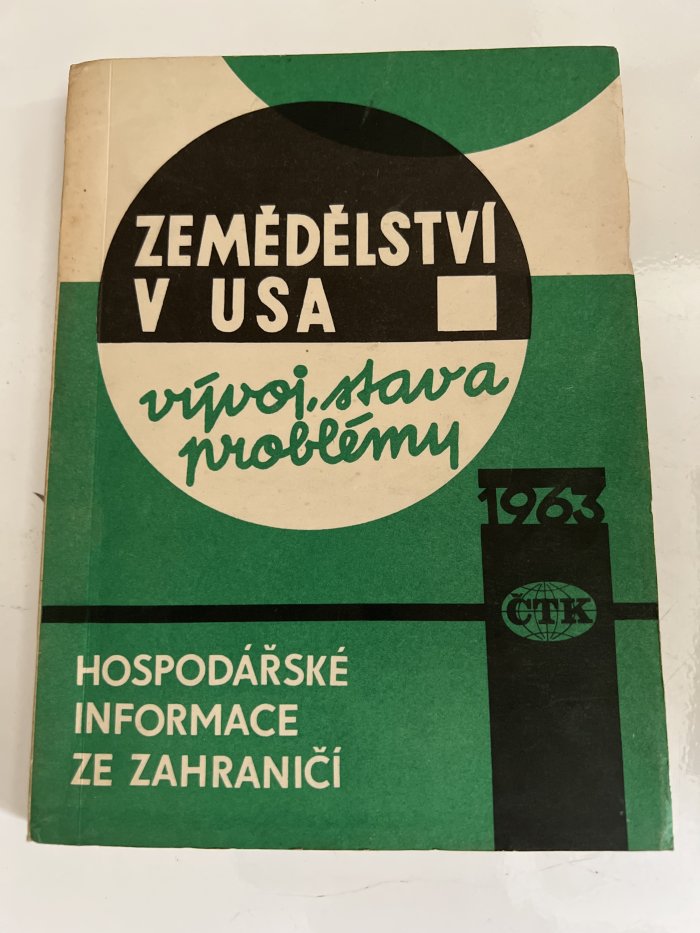 ZEMĚDĚLSTVÍ
V USA
vývoj, stav a
problémy
1963
ČTK
HOSPODÁŘSKÉ
INFORMACE
ZE ZAHRANIČÍ